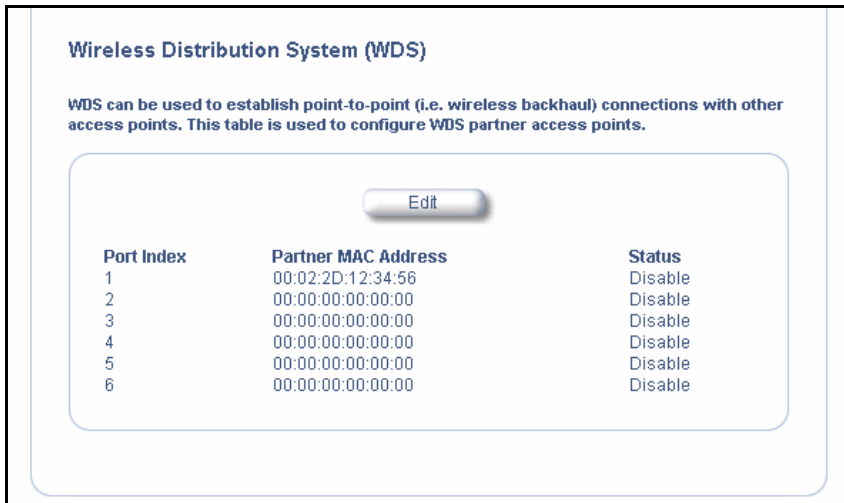 Wireless Distribution System (WDS)
WDS can be used to establish point-to-point (i.e. wireless backhaul) connections with other
access points. This table is used to configure WDS partner access points.
Edit
Port Index Partner MAC Address Status
1 00:02:2D:12:34:56 Disable
2 00:00:00:00:00:00 Disable
3 00:00:00:00:00:00 Disable
4 00:00:00:00:00:00 Disable
5 00:00:00:00:00:00 Disable
6 00:00:00:00:00:00 Disable